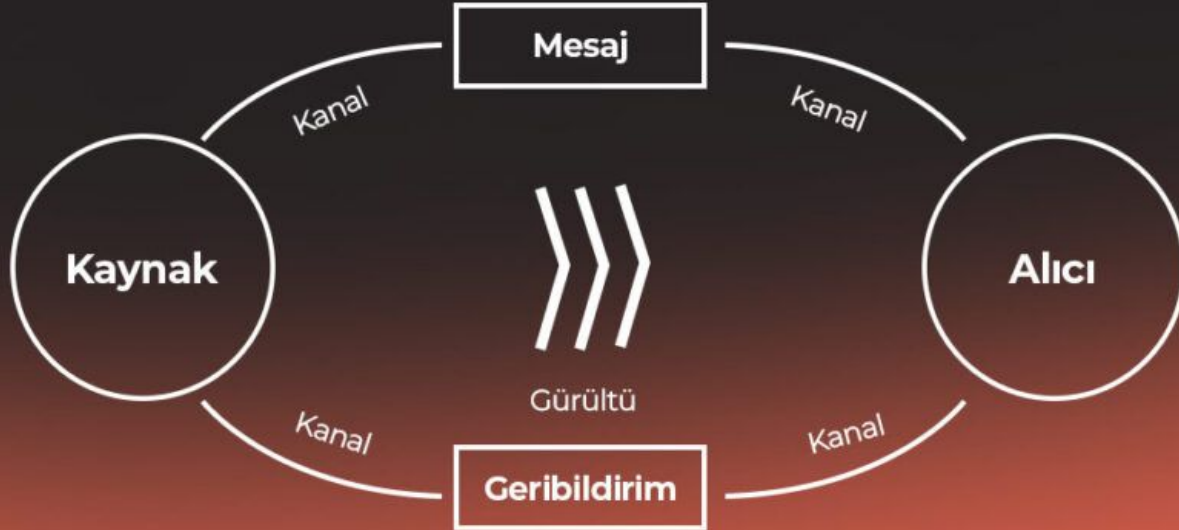 Mesaj
Kanal
Kanal
Kaynak
Alıcı
Gürültü
Kanal
Kanal
Geribildirim